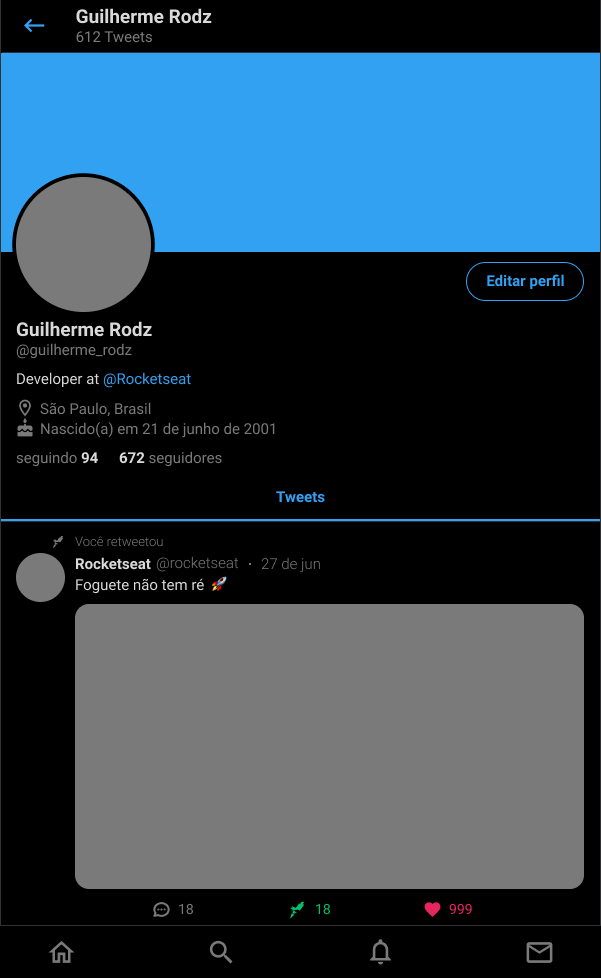 Guilherme Rodz
612 Tweets
Editar perfil
Guilherme Rodz
@guilherme_rodz
Developer at @Rocketseat
São Paulo, Brasil
Nascido(a) em 21 de junho de 2001
seguindo 94 672 seguidores
Tweets
Você retweetou
Rocketseat @rocketseat · 27 de jun
Foguete não tem ré 🚀
18 18 999